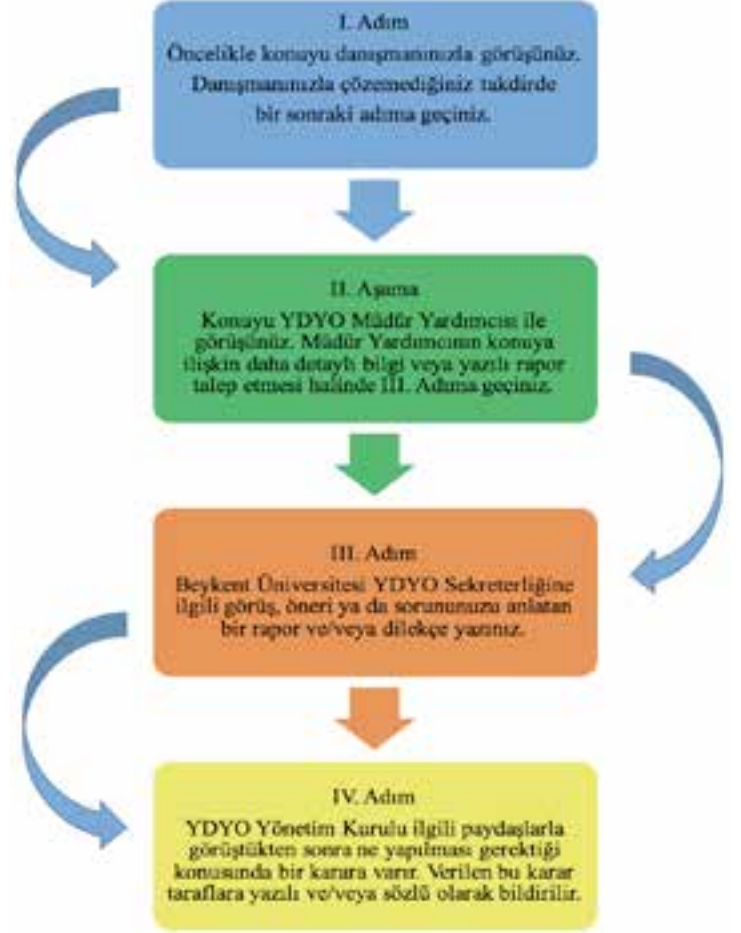 I. Adım
Öncelikle konuyu danışmanınızla görüşünüz.
Danışmanınızla çözemediğiniz takdirde
bir sonraki adıma geçiniz.
II. Aşama
Konuyu YDYO Müdür Yardımcısı ile
görüşünüz. Müdür Yardımcının konuya
ilişkin daha detaylı bilgi veya yazılı rapor
talep etmesi halinde III. Adıma geçiniz.
III. Adım
Beykent Üniversitesi YDYO Sekreterliğine
ilgili görüş, öneri ya da sorununuzu anlatan
bir rapor ve/veya dilekçe yazınız.
IV. Adım
YDYO Yönetim Kurulu ilgili paydaşlarla
görüştükten sonra ne yapılması gerektiği
konusunda bir karara varır. Verilen bu karar
taraflara yazılı ve/veya sözlü olarak bildirilir.